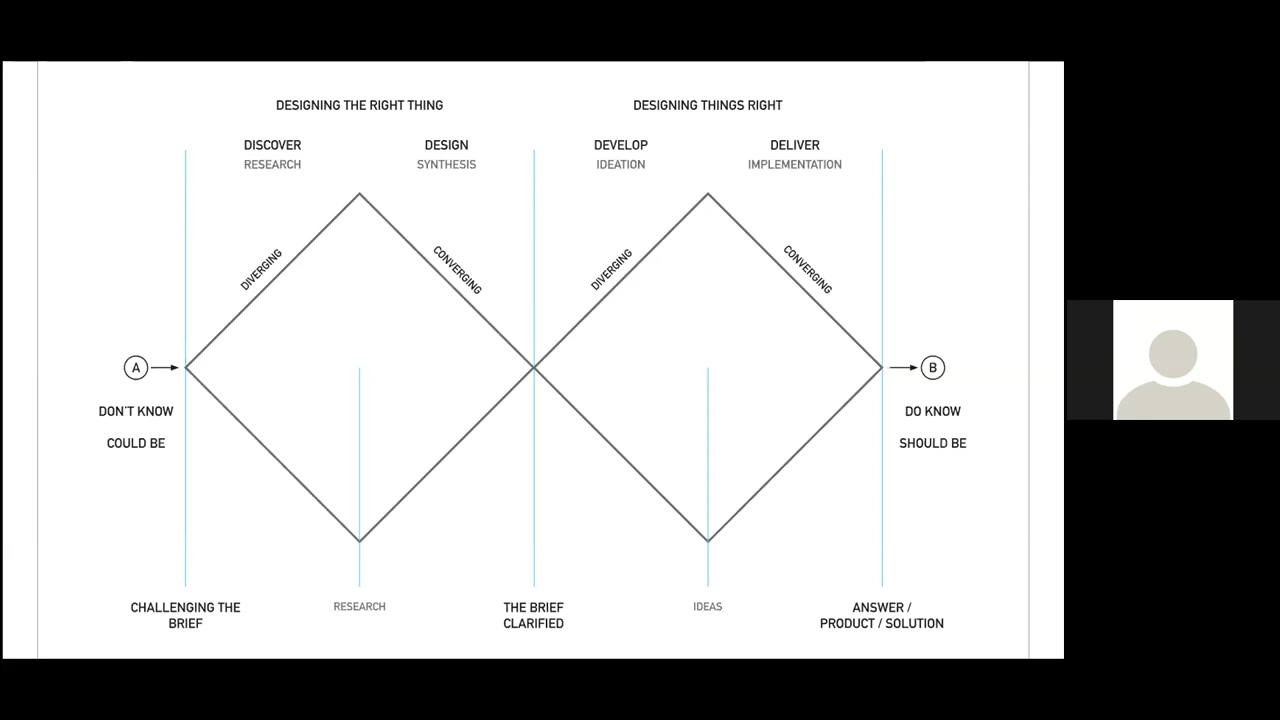 DESIGNING THE RIGHT THING
DESIGNING THINGS RIGHT
DISCOVER
RESEARCH
DESIGN
SYNTHESIS
DEVELOP
IDEATION
DELIVER
IMPLEMENTATION
DIVERGING
CONVERGING
DIVERGING
CONVERGING
A
B
DON'T KNOW
COULD BE
DO KNOW
SHOULD BE
CHALLENGING THE
BRIEF
RESEARCH
THE BRIEF
CLARIFIED
IDEAS
ANSWER /
PRODUCT / SOLUTION